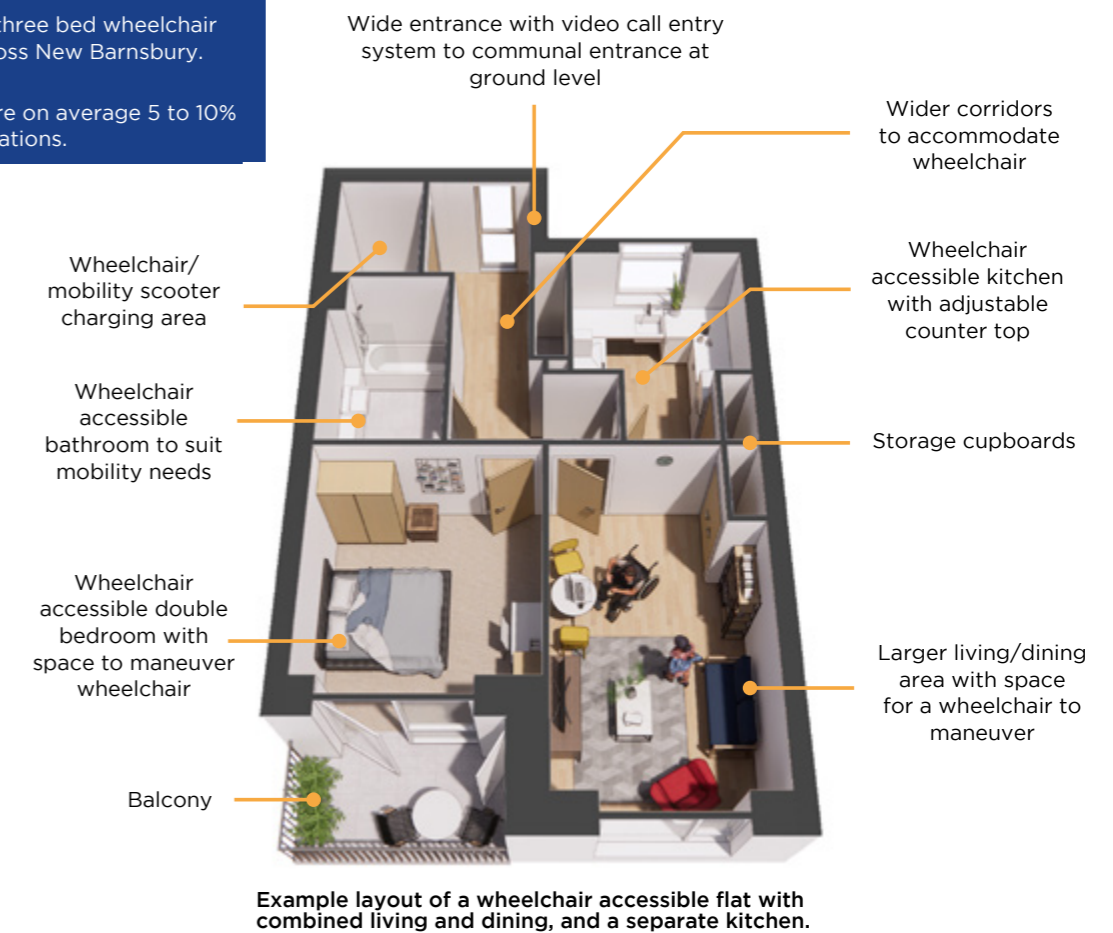 three bed wheelchair
oss New Barnsbury.
re on average 5 to 10%
ations.
Wide entrance with video call entry
system to communal entrance at
ground level
Wider corridors
to accommodate
wheelchair
Wheelchair
accessible kitchen
with adjustable
counter top
Storage cupboards
Larger living/dining
area with space
for a wheelchair to
maneuver
Wheelchair/
mobility scooter
charging area
Wheelchair
accessible
bathroom to suit
mobility needs
Wheelchair
accessible double
bedroom with
space to maneuver
wheelchair
Balcony
Example layout of a wheelchair accessible flat with
combined living and dining, and a separate kitchen.